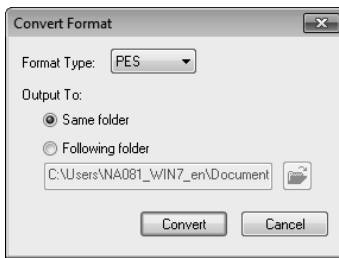 Convert Format
Format Type: PES
Output To:
Same folder
Following folder
C:\Users\NA081_WIN7_en\Document
Convert Cancel